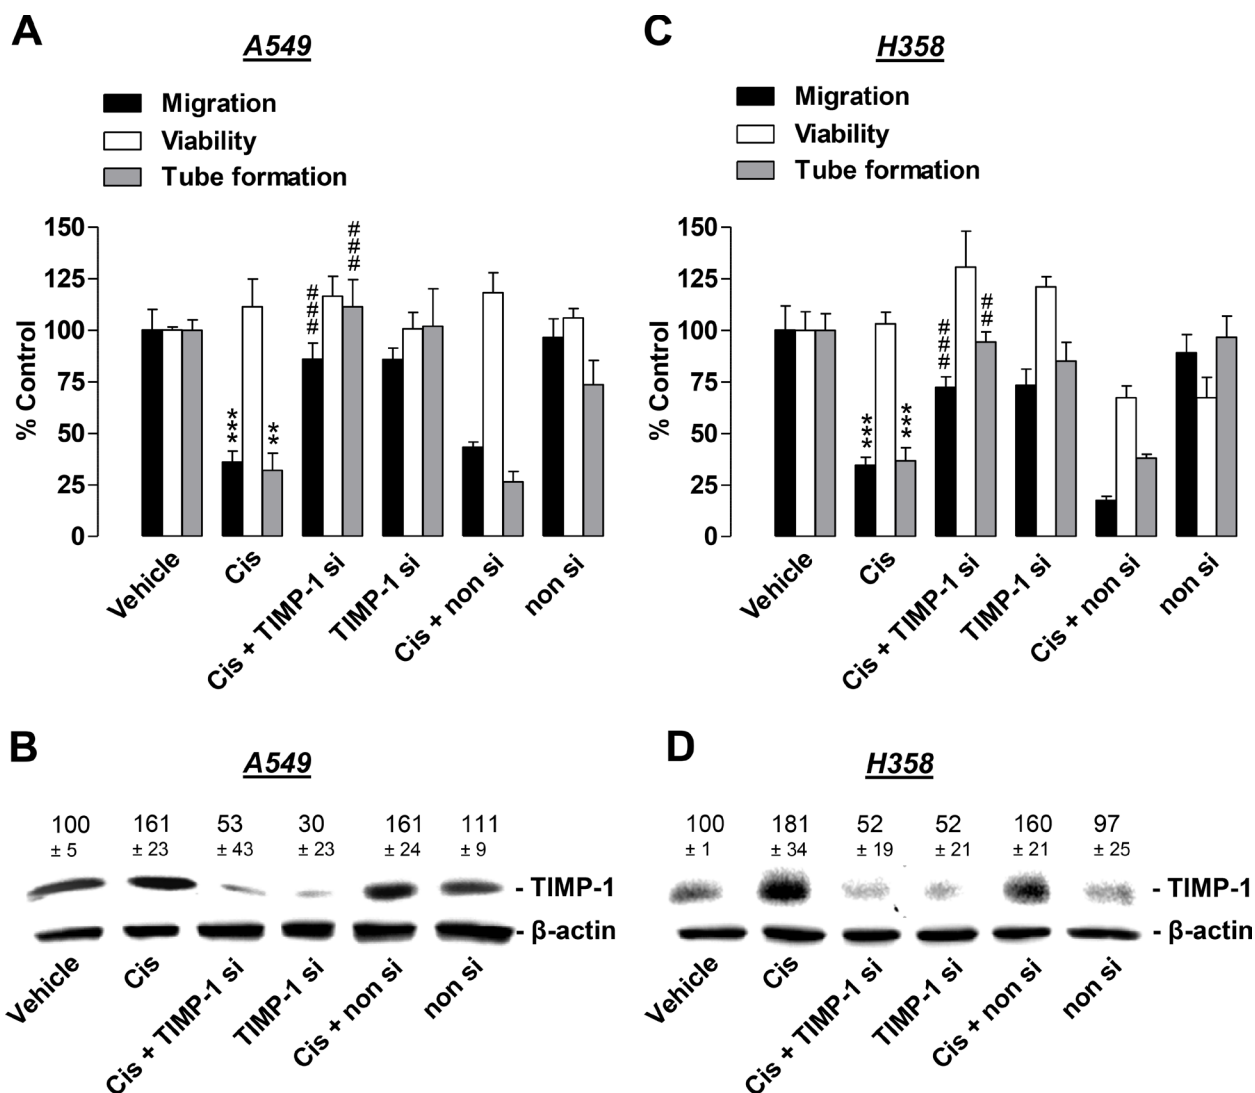 A
A549
Migration
Viability
Tube formation
150
125
100
75
50
25
0
% Control
***
**
###
###
Vehicle
Cis
Cis + TIMP-1 si
TIMP-1 si
Cis + non si
non si
C
H358
Migration
Viability
Tube formation
150
125
100
75
50
25
0
% Control
***
***
###
##
Vehicle
Cis
Cis + TIMP-1 si
TIMP-1 si
Cis + non si
non si
B
A549
100 161 53 30 161 111
± 5 ± 23 ± 43 ± 23 ± 24 ± 9
- TIMP-1
- β-actin
Vehicle
Cis
Cis + TIMP-1 si
TIMP-1 si
Cis + non si
non si
D
H358
100 181 52 52 160 97
± 1 ± 34 ± 19 ± 21 ± 21 ± 25
- TIMP-1
- β-actin
Vehicle
Cis
Cis + TIMP-1 si
TIMP-1 si
Cis + non si
non si